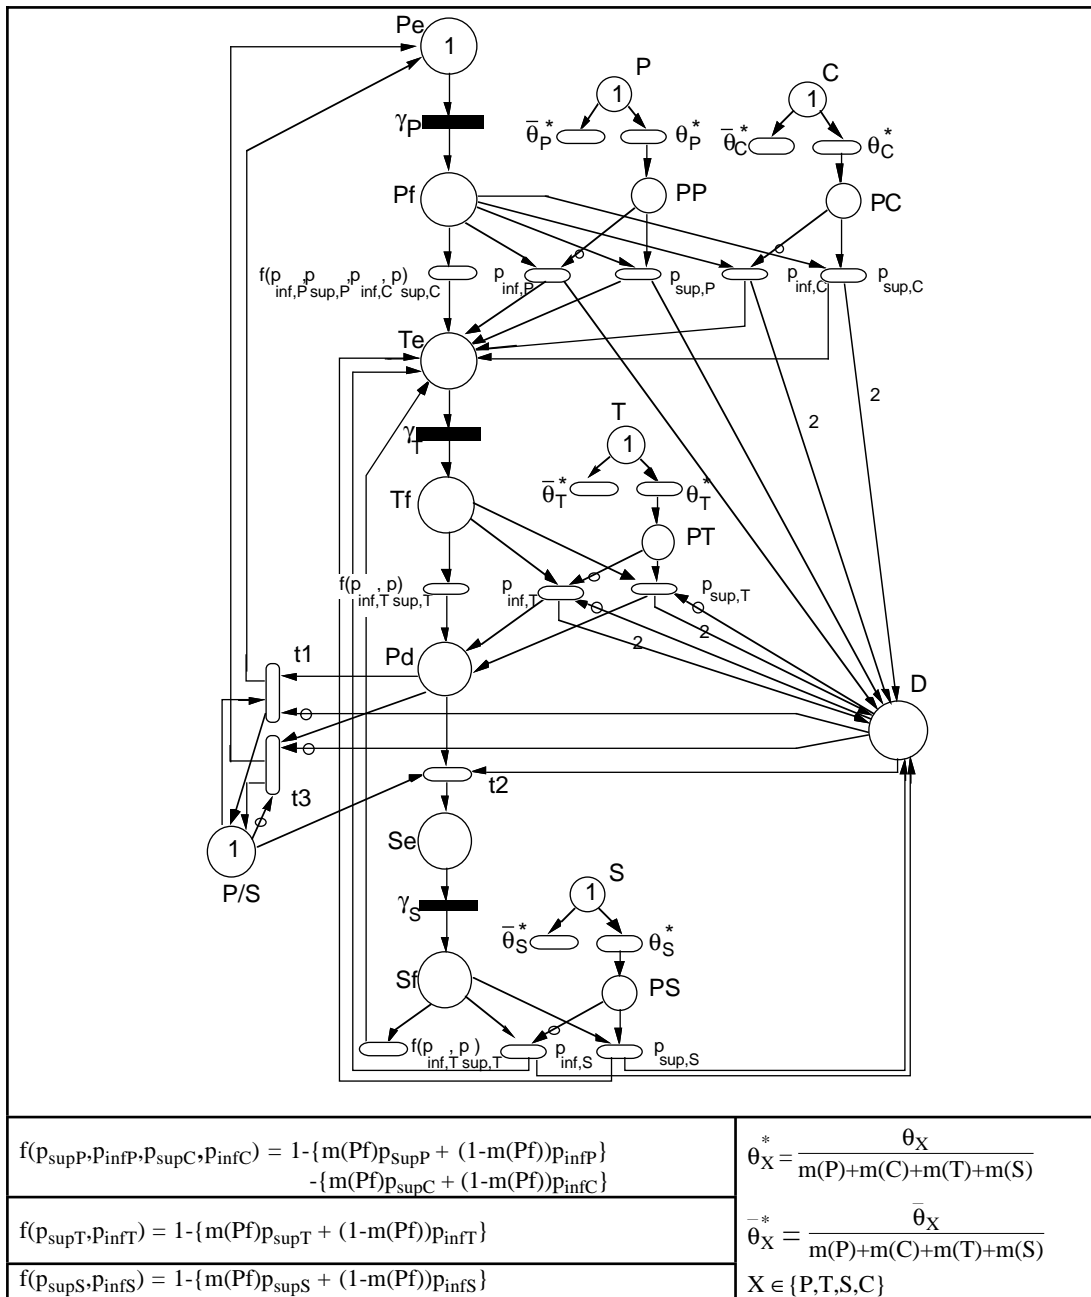 Pe
1
γP
P
1
θ̄P*
θP*
C
1
θ̄C*
θC*
Pf
PP
PC
f(pinf,P, psup,P, pinf,C, p)sup,C
pinf,P
psup,P
pinf,C
psup,C
Te
2
2
γT
T
1
θ̄T*
θT*
Tf
PT
f(pinf,T , p)sup,T
pinf,T
psup,T
2
2
Pd
t1
D
t3
t2
1
P/S
Se
γS
S
1
θ̄S*
θS*
Sf
PS
f(pinf,T , p)sup,T
pinf,S
psup,S
f(psupP,pinfP,psupC,pinfC) = 1-{m(Pf)pSupP + (1-m(Pf))pinfP}
-{m(Pf)psupC + (1-m(Pf))pinfC}
f(psupT,pinfT) = 1-{m(Pf)psupT + (1-m(Pf))pinfT}
f(psupS,pinfS) = 1-{m(Pf)psupS + (1-m(Pf))pinfS}
θX* = θX / m(P)+m(C)+m(T)+m(S)
θ̄X* = θ̄X / m(P)+m(C)+m(T)+m(S)
X ∈ {P,T,S,C}